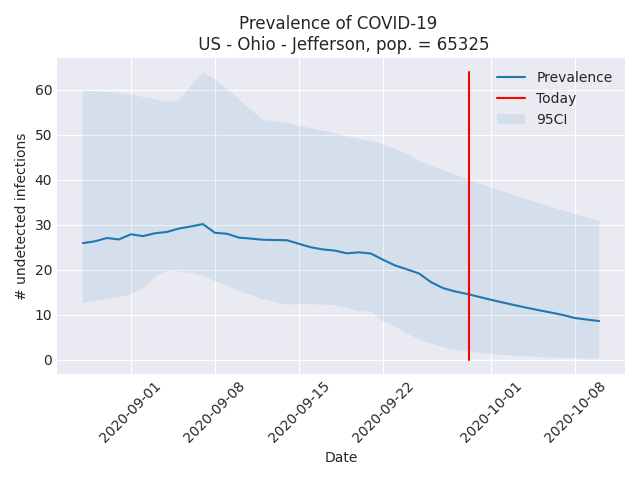 Prevalence of COVID-19
US - Ohio - Jefferson, pop. = 65325
Prevalence
Today
95CI
# undetected infections
60
50
40
30
20
10
0
2020-09-01
2020-09-08
2020-09-15
2020-09-22
2020-10-01
2020-10-08
Date